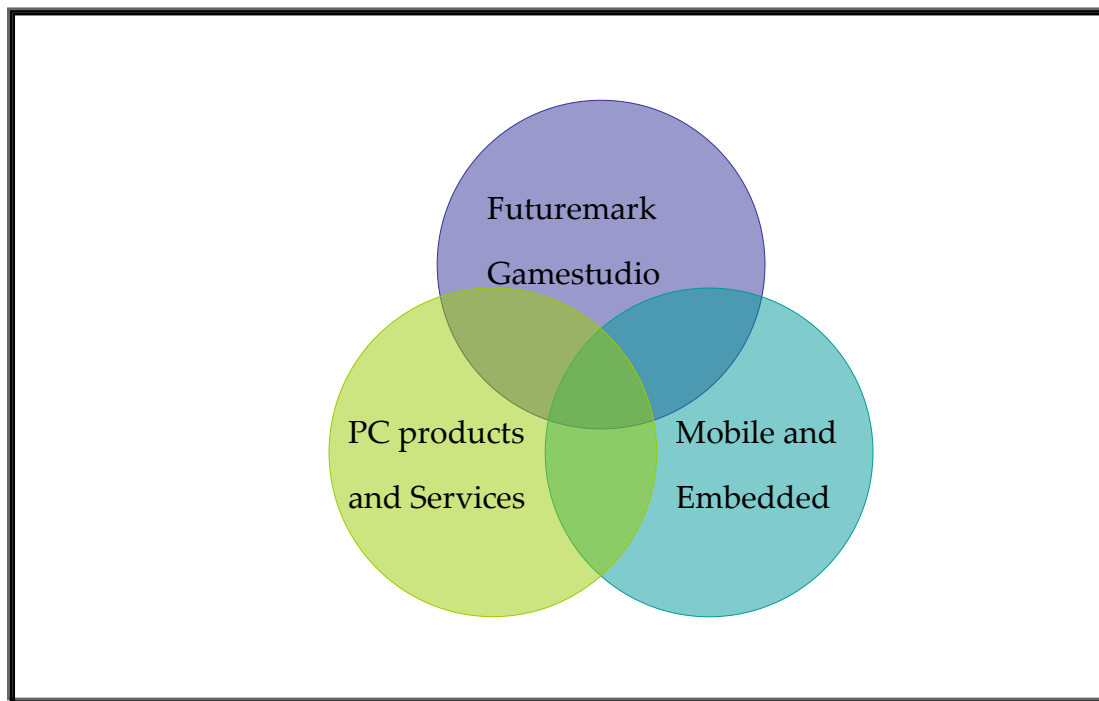 Futuremark
Gamestudio
PC products
and Services
Mobile and
Embedded